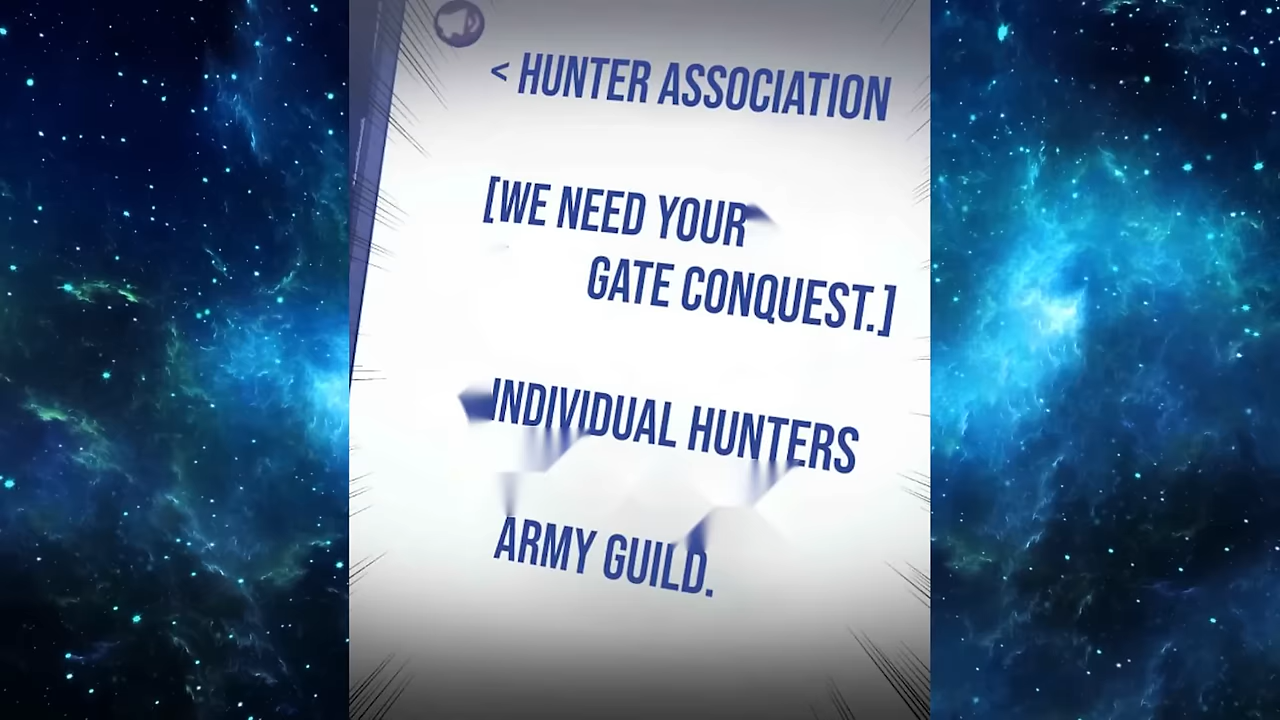 < HUNTER ASSOCIATION
[WE NEED YOUR
GATE CONQUEST.]
INDIVIDUAL HUNTERS
ARMY GUILD.